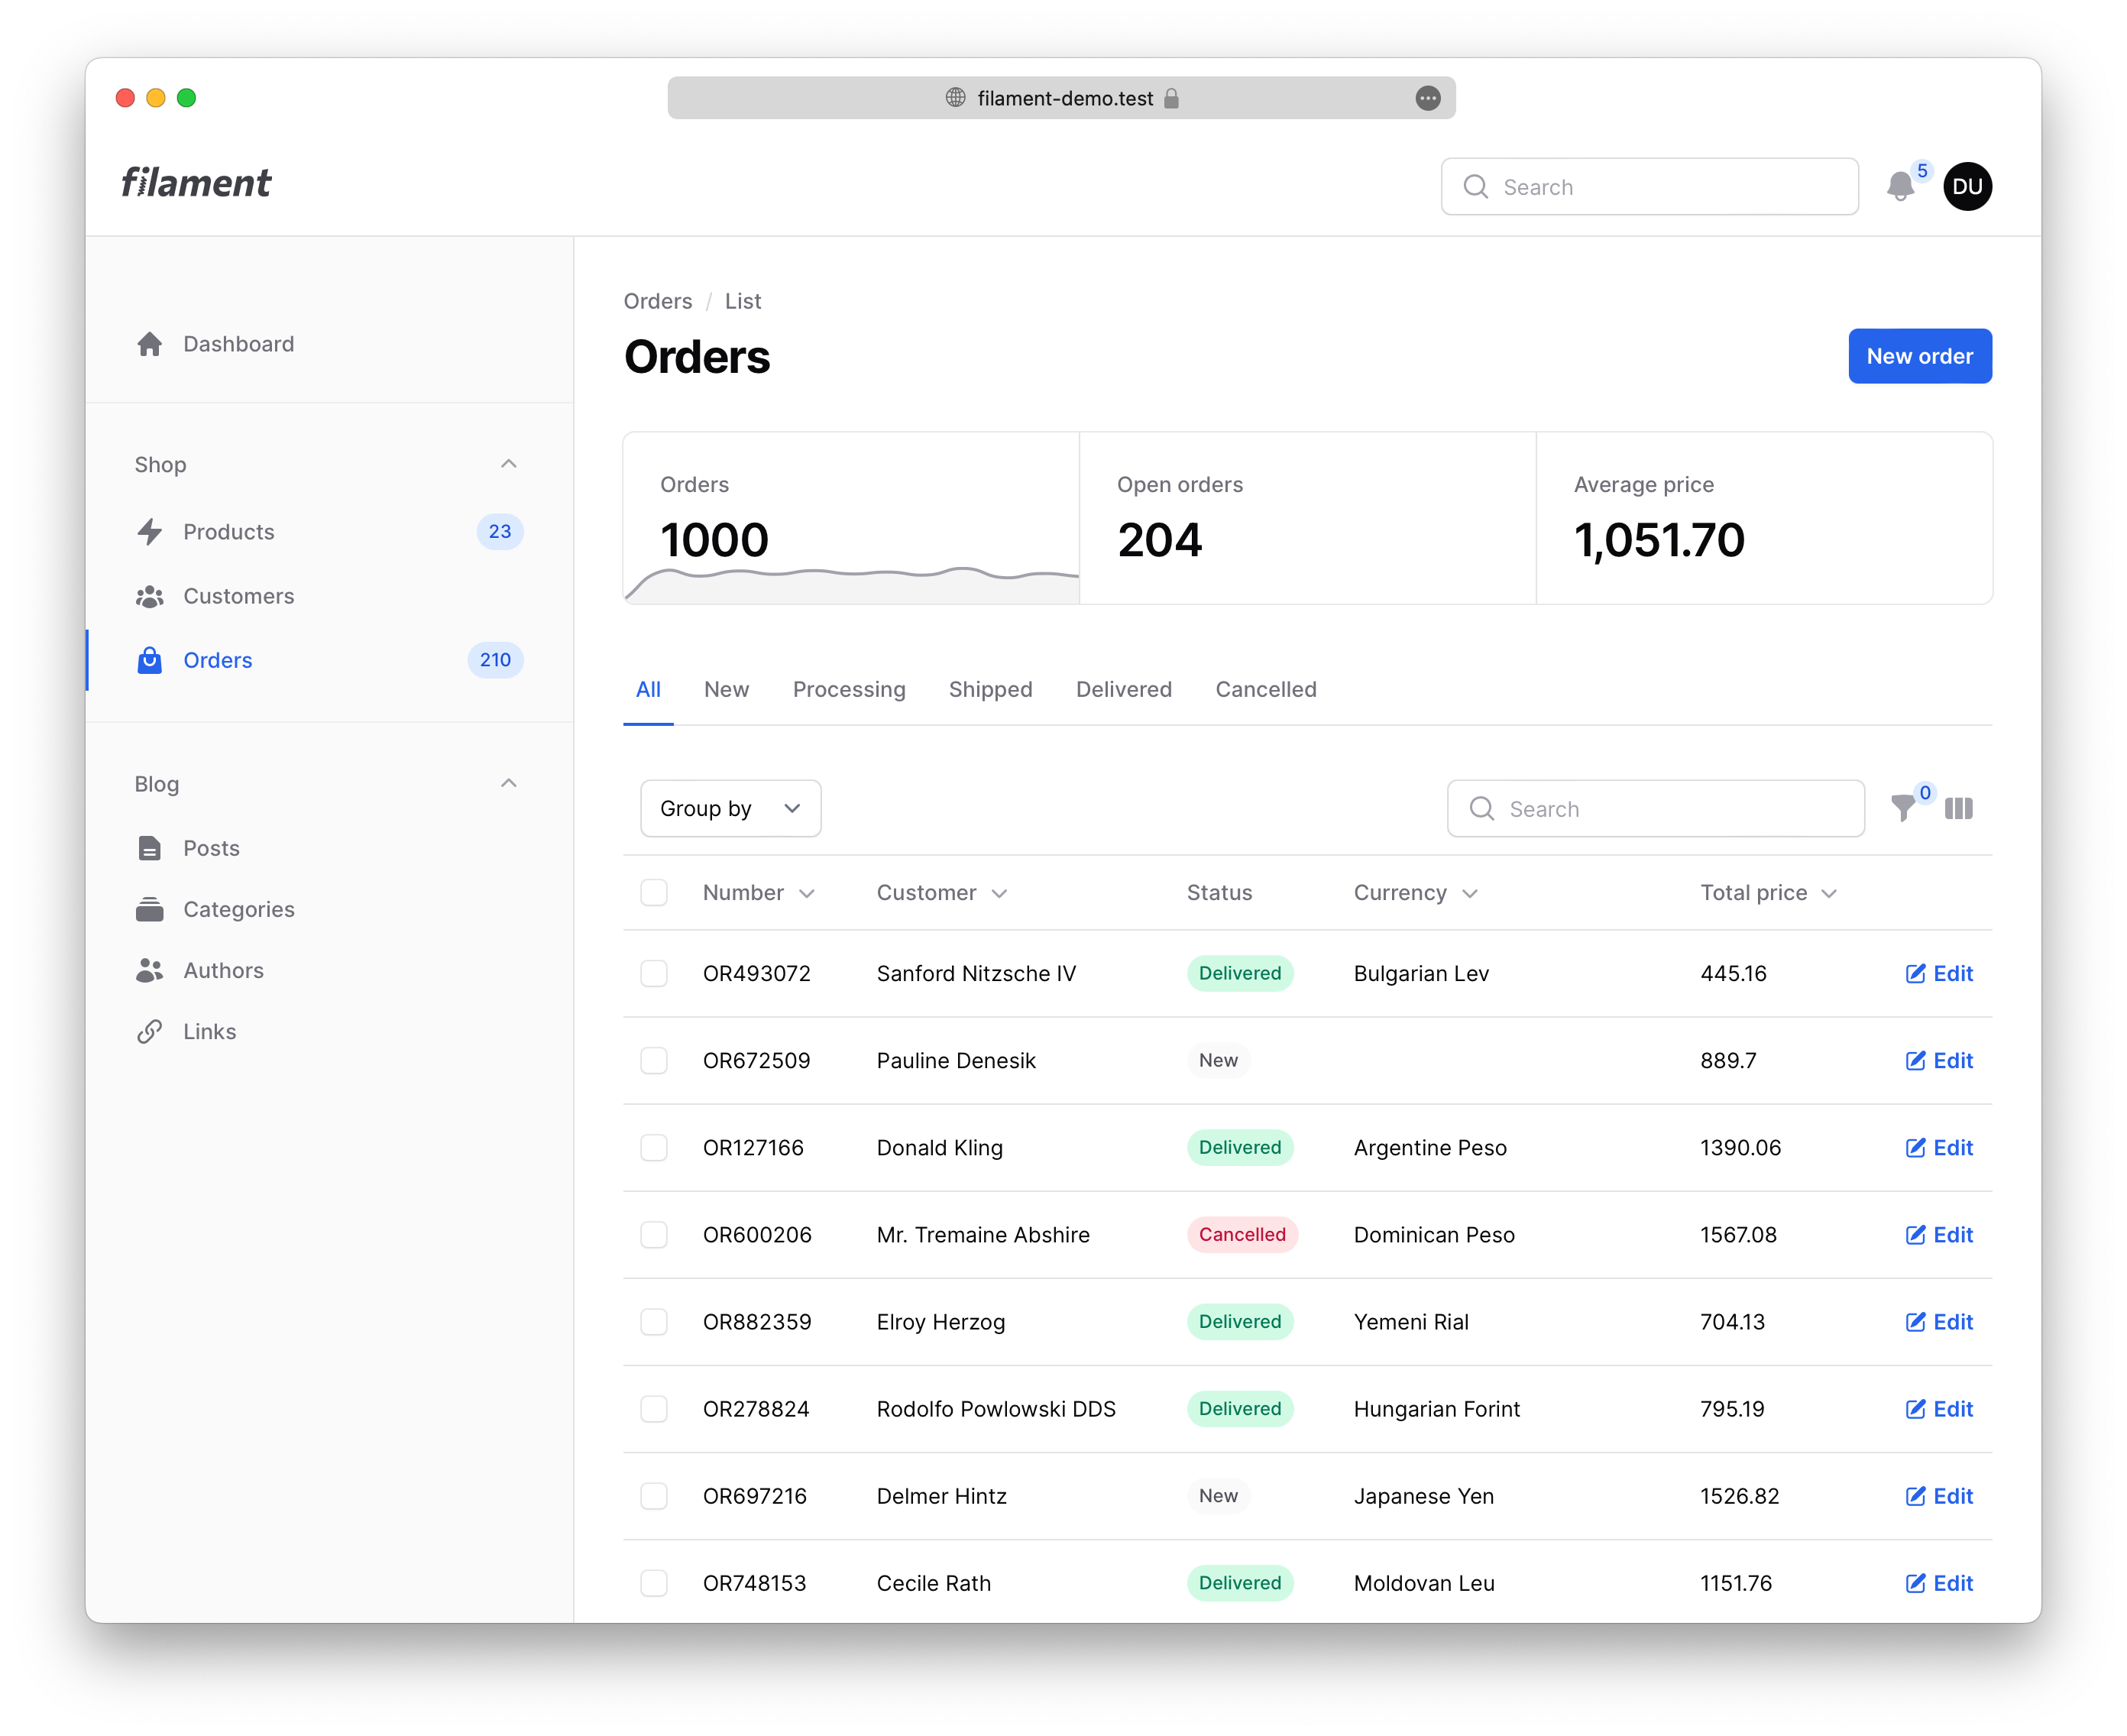 filament-demo.test
filament
Search
5
DU
Dashboard
Shop
Products 23
Customers
Orders 210
Blog
Posts
Categories
Authors
Links
Orders / List
Orders
New order
Orders
1000
Open orders
204
Average price
1,051.70
All New Processing Shipped Delivered Cancelled
Group by
Search
0
Number Customer Status Currency Total price
OR493072 Sanford Nitzsche IV Delivered Bulgarian Lev 445.16 Edit
OR672509 Pauline Denesik New 889.7 Edit
OR127166 Donald Kling Delivered Argentine Peso 1390.06 Edit
OR600206 Mr. Tremaine Abshire Cancelled Dominican Peso 1567.08 Edit
OR882359 Elroy Herzog Delivered Yemeni Rial 704.13 Edit
OR278824 Rodolfo Powlowski DDS Delivered Hungarian Forint 795.19 Edit
OR697216 Delmer Hintz New Japanese Yen 1526.82 Edit
OR748153 Cecile Rath Delivered Moldovan Leu 1151.76 Edit